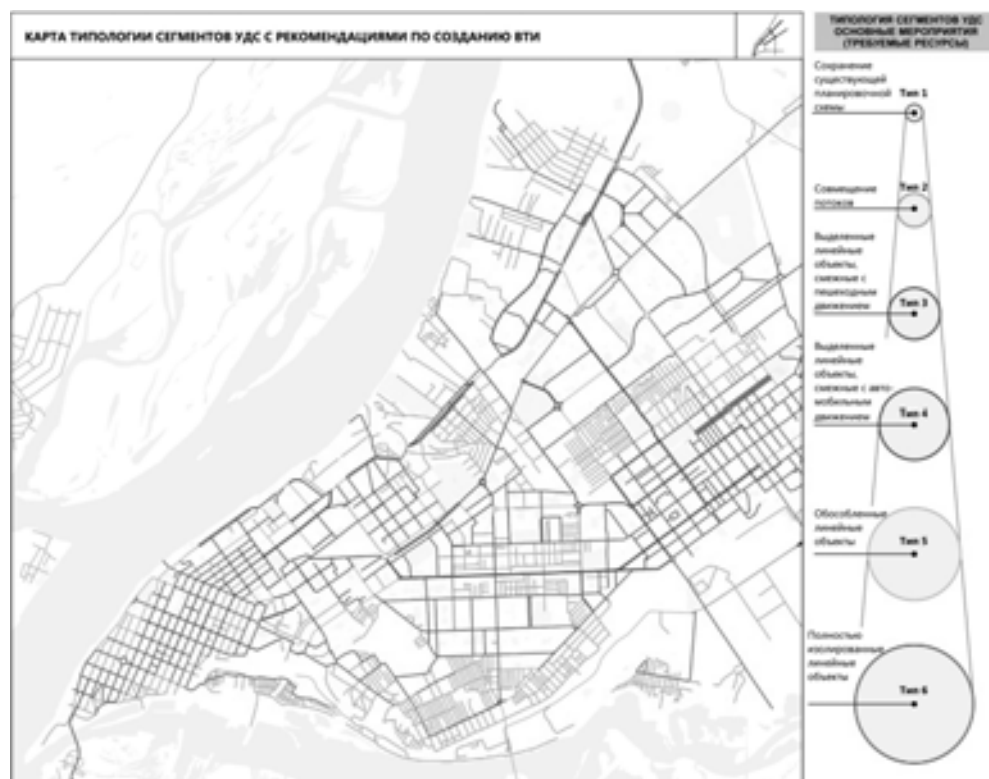 КАРТА ТИПОЛОГИИ СЕГМЕНТОВ УДС С РЕКОМЕНДАЦИЯМИ ПО СОЗДАНИЮ ВТИ
ТИПОЛОГИЯ СЕГМЕНТОВ УДС
ОСНОВНЫЕ МЕРОПРИЯТИЯ
(ТРЕБУЕМЫЕ РЕСУРСЫ)
Сохранение
существующей
планировочной
схемы
Тип 1
Совмещение
потоков
Тип 2
Выделенные
линейные
объекты,
смежные с
пешеходным
движением
Тип 3
Выделенные
линейные
объекты,
смежные с авто-
мобильным
движением
Тип 4
Обособленные
линейные
объекты
Тип 5
Полностью
изолированные
линейные
объекты
Тип 6